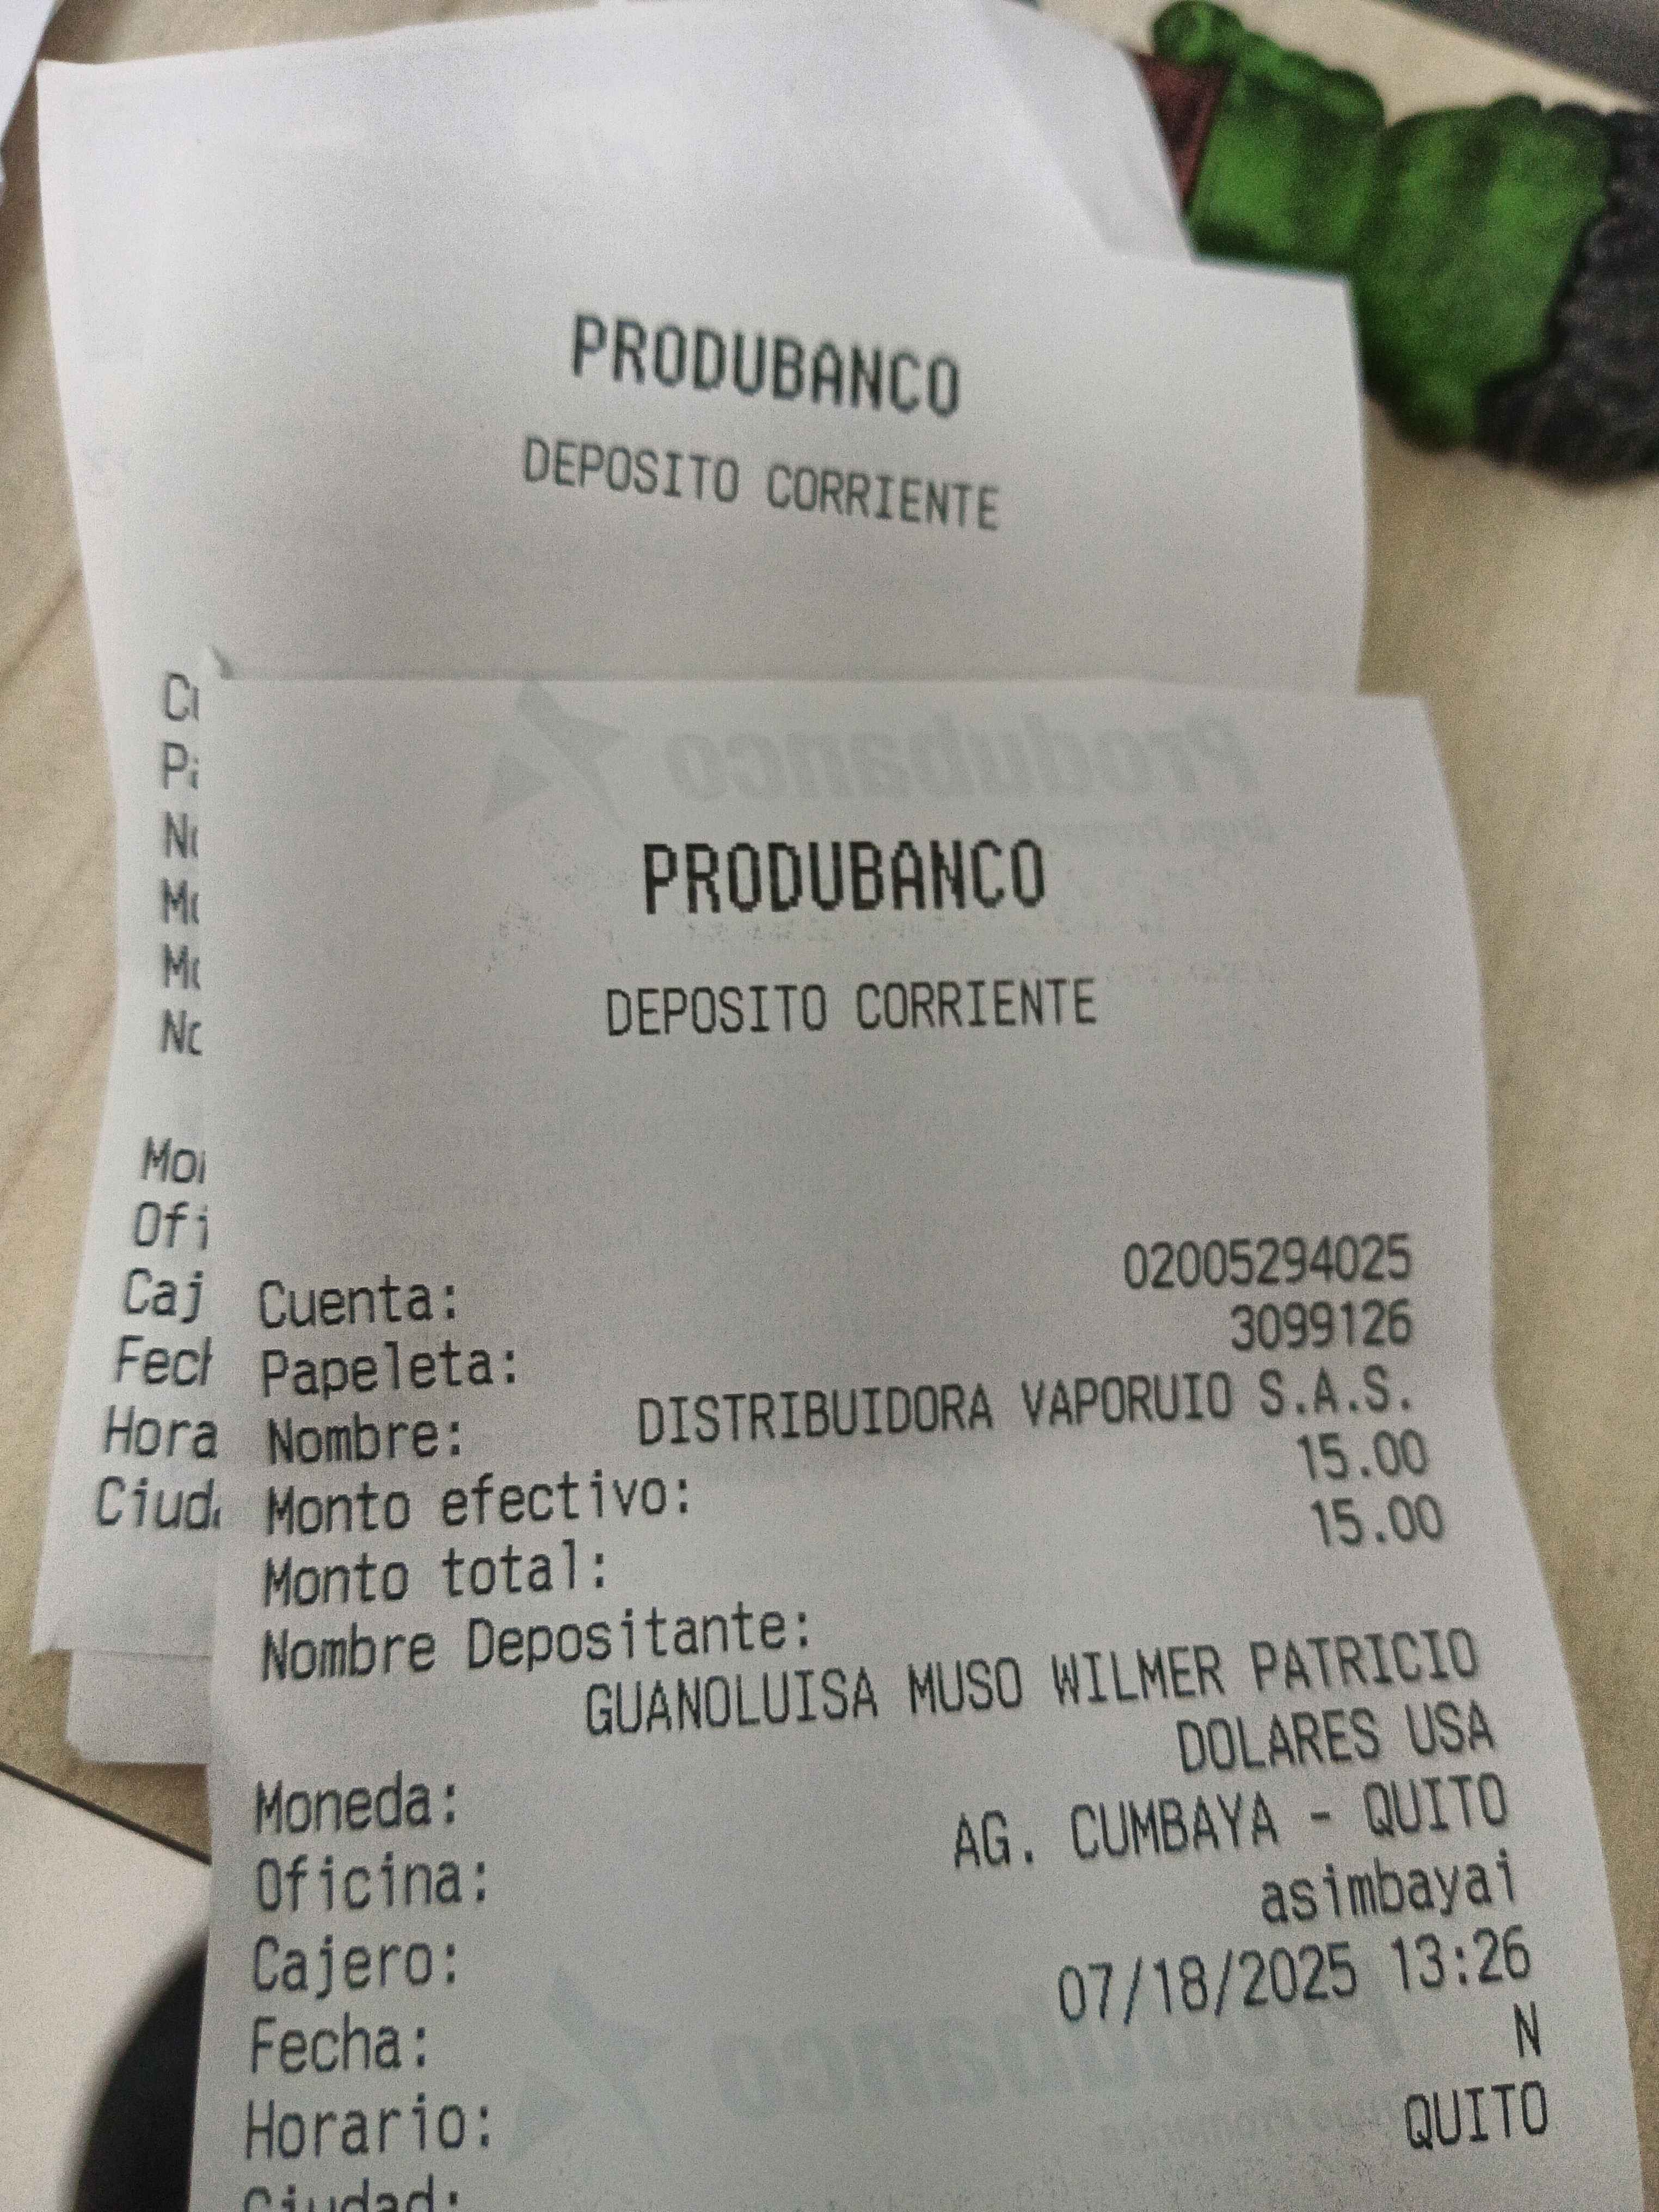 PRODUBANCO
DEPOSITO CORRIENTE
PRODUBANCO
DEPOSITO CORRIENTE
Cuenta: 02005294025
Papeleta: 3099126
Nombre: DISTRIBUIDORA VAPORUIO S.A.S.
Monto efectivo: 15.00
Monto total: 15.00
Nombre Depositante:
GUANOLUISA MUSO WILMER PATRICIO
Moneda: DOLARES USA
Oficina: AG. CUMBAYA - QUITO
Cajero: asimbayai
Fecha: 07/18/2025 13:26
Horario: N
Ciudad: QUITO